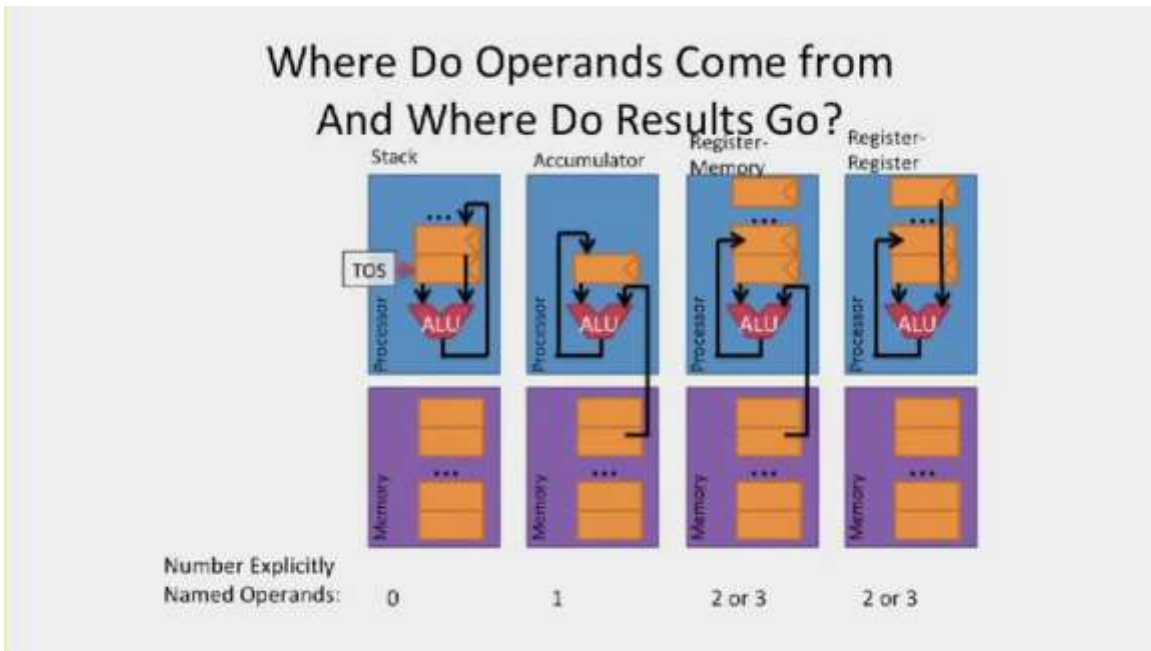 Where Do Operands Come from
And Where Do Results Go?
Stack
Accumulator
Register-
Memory
Register-
Register
...
...
...
TOS
ALU
ALU
ALU
ALU
Processor
Processor
Processor
Processor
...
...
...
...
Memory
Memory
Memory
Memory
Number Explicitly
Named Operands:
0
1
2 or 3
2 or 3